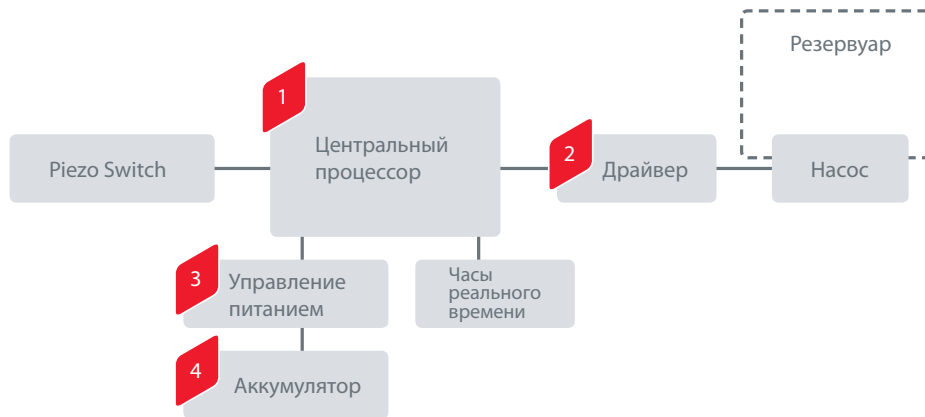 Резервуар
1
Центральный
процессор
Piezo Switch
2
Драйвер
Насос
3
Управление
питанием
Часы
реального
времени
4
Аккумулятор